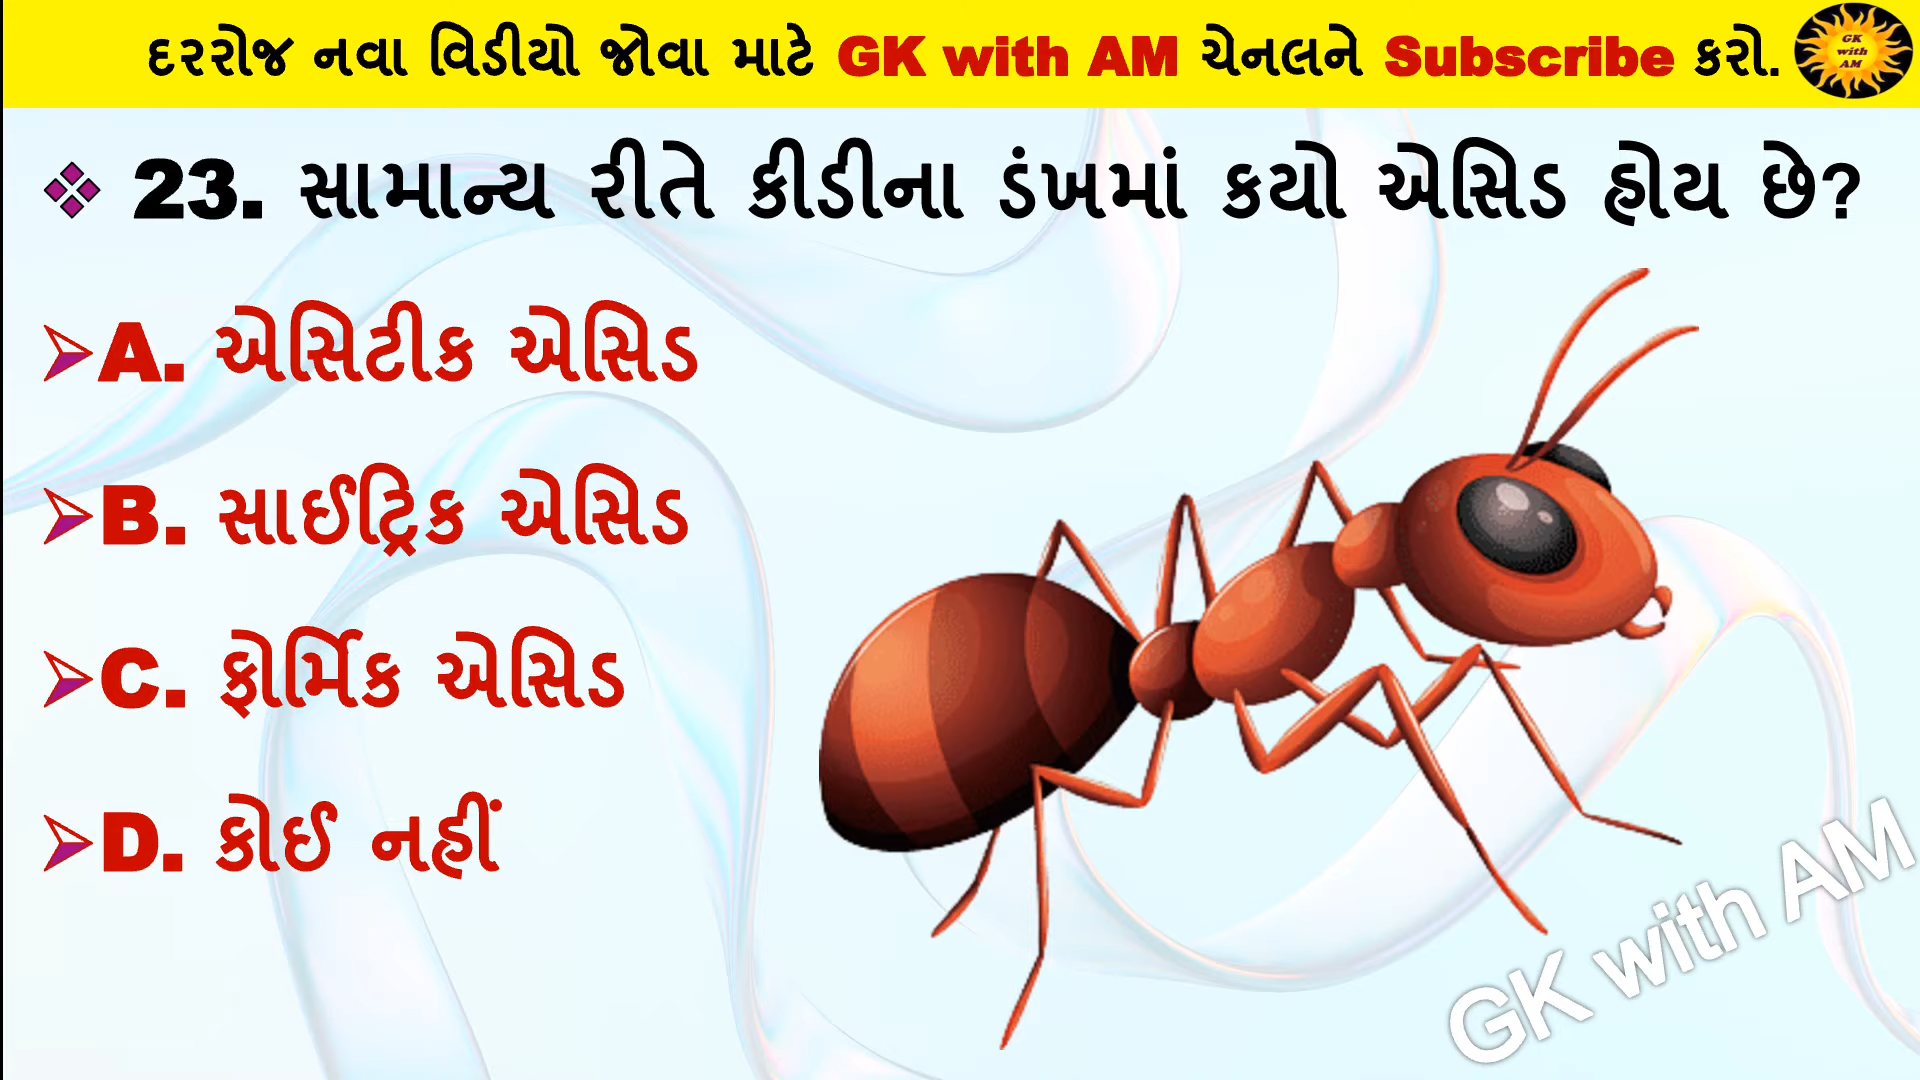 દરરોજ નવા વિડીયો જોવા માટે GK with AM ચેનલને Subscribe કરો.
GK
with
AM
23. સામાન્ય રીતે કીડીના ડંખમાં કયો એસિડ હોય છે?
A. એસિટીક એસિડ
B. સાઈટ્રિક એસિડ
C. ફોર્મિક એસિડ
D. કોઈ નહીં
GK with AM